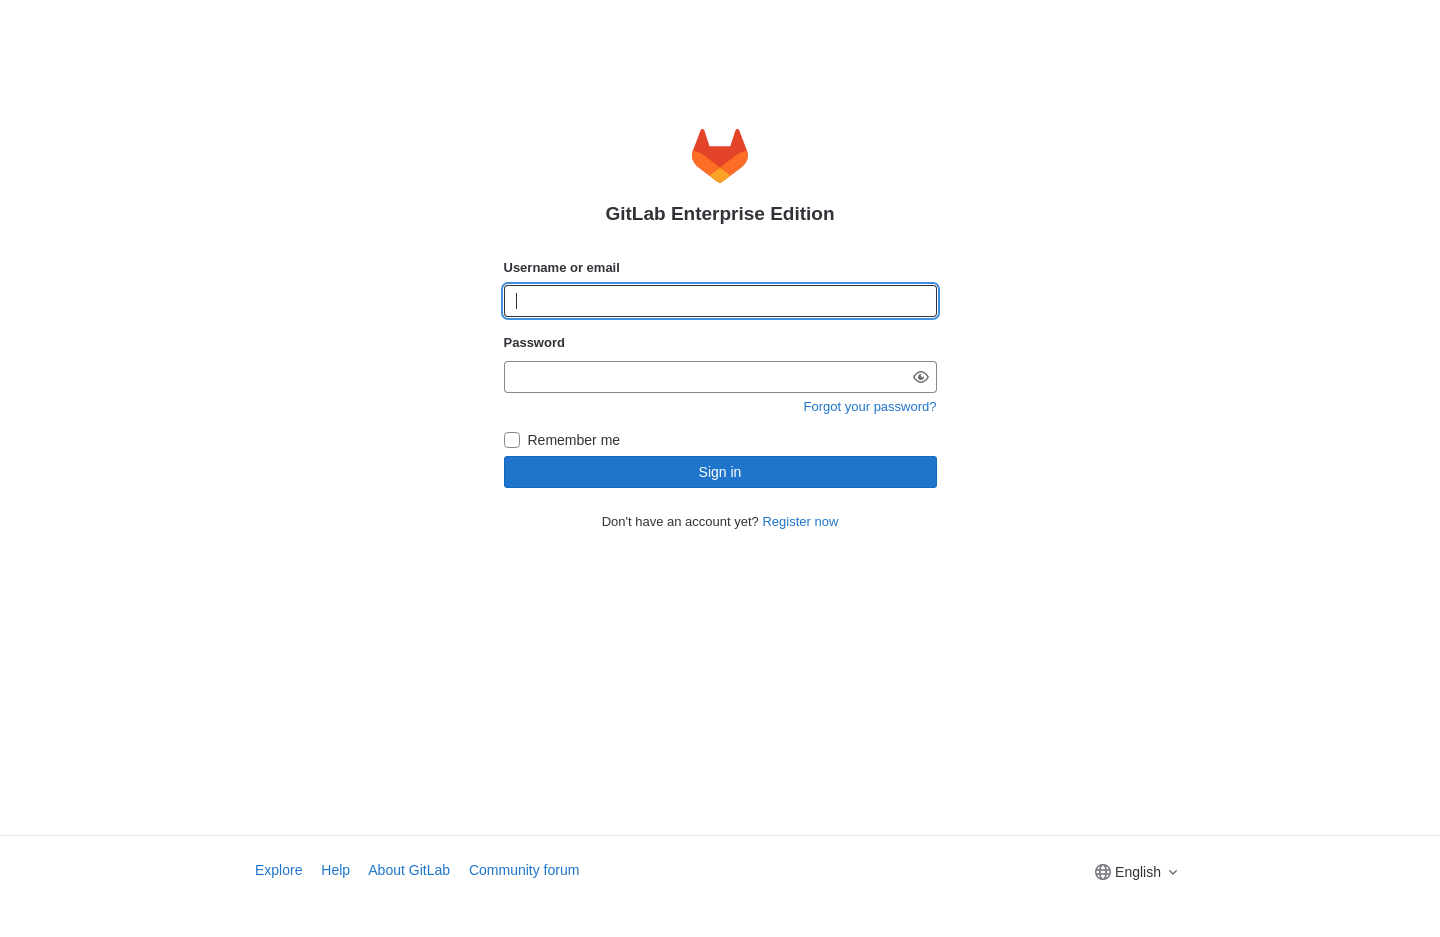 GitLab Enterprise Edition
Username or email
Password
Forgot your password?
Remember me
Sign in
Don't have an account yet? Register now
Explore Help About GitLab Community forum English